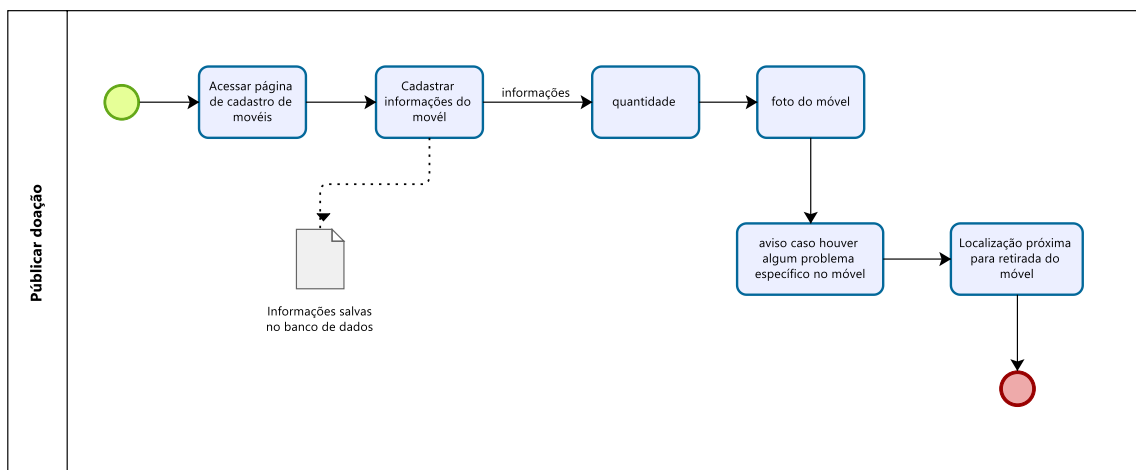 Públicar doação
Acessar página
de cadastro de
movéis
Cadastrar
informações do
movél
informações
quantidade
foto do móvel
aviso caso houver
algum problema
específico no móvel
Localização próxima
para retirada do
móvel
Informações salvas
no banco de dados